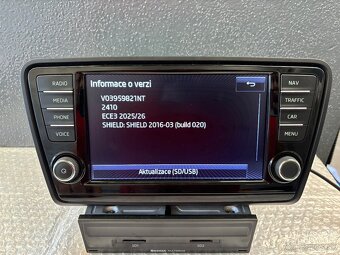 Informace o verzi
V03959821NT
2410
ECE3 2025/26
SHIELD: SHIELD 2016-03 (build 020)
Aktualizace (SD/USB)
RADIO
MEDIA
PHONE
VOICE
NAV
TRAFFIC
CAR
MENU
SD1
SD2